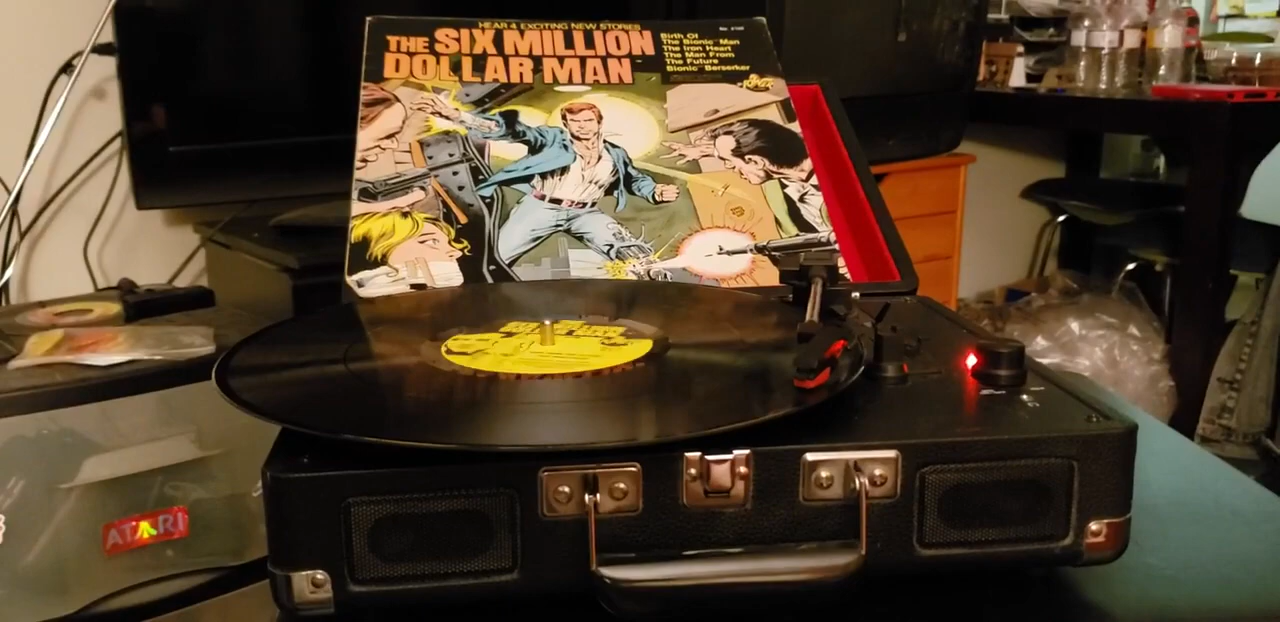 HEAR 4 EXCITING NEW STORIES
THE SIX MILLION
DOLLAR MAN
Birth Of
The Bionic Man
The Iron Heart
The Man From
The Future
Bionic Berserker
ATARI